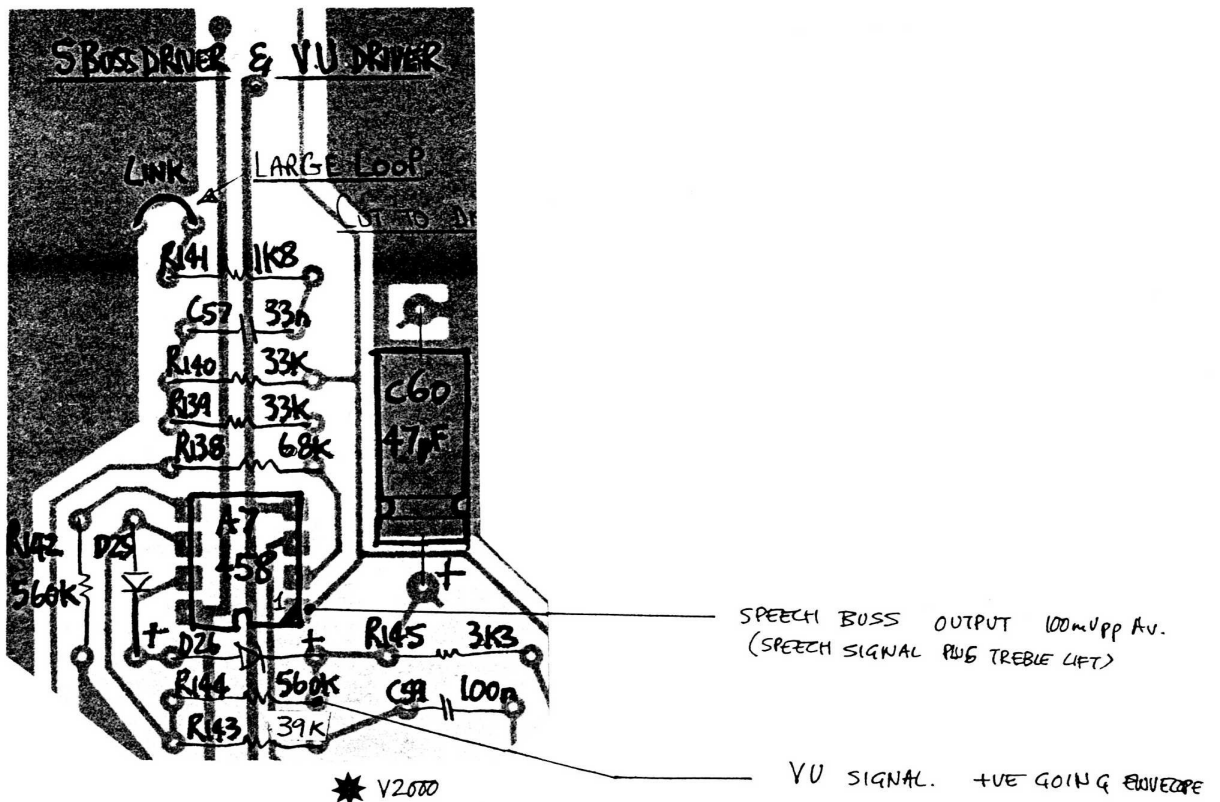 S BUSS DRIVER & V.U DRIVER
LINK
LARGE LOOP
CUT TO
R141 1K8
C57 33n
R140 33K
R139 33K
R138 68K
C60
47µF
A7
458
1
R142
560K
D25
+
D26
+
R145 3K3
+
R144 560K
C59 100n
R143 39K
V2000
SPEECH BUSS OUTPUT 100mVpp AV.
(SPEECH SIGNAL PLUS TREBLE LIFT)
VU SIGNAL. +VE GOING ENVELOPE